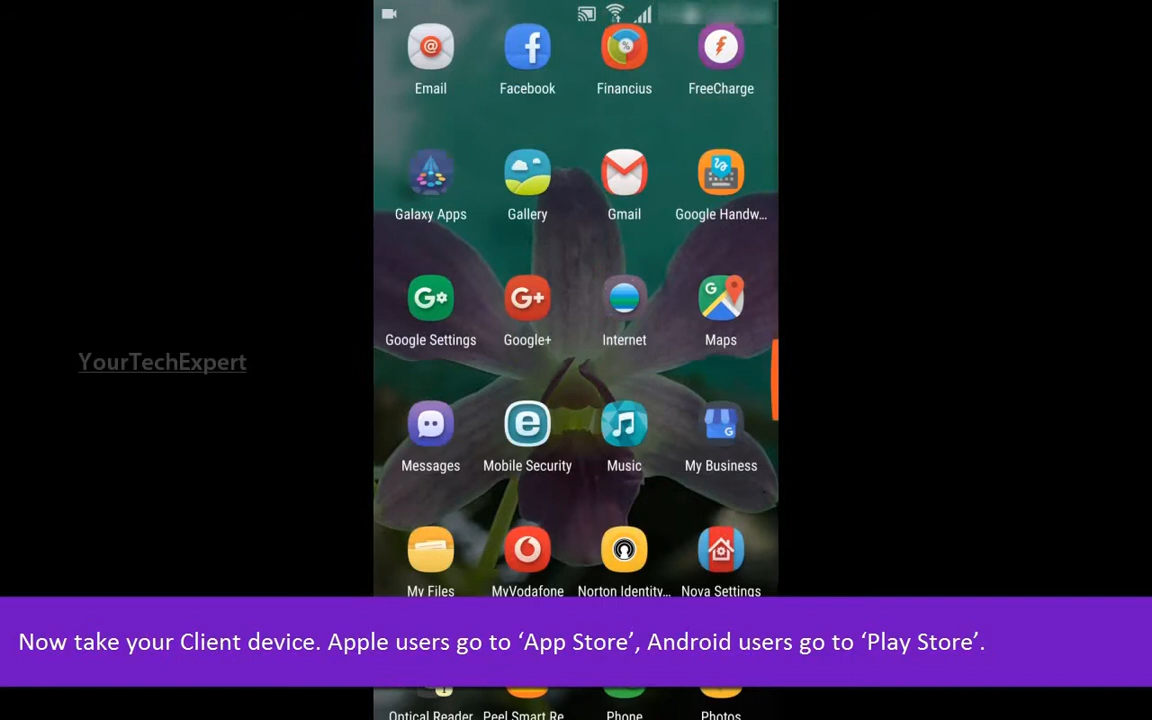 Email Facebook Financius FreeCharge
Galaxy Apps Gallery Gmail Google Handw...
Google Settings Google+ Internet Maps
YourTechExpert
Messages Mobile Security Music My Business
My Files MyVodafone Norton Identity... Nova Settings
Now take your Client device. Apple users go to ‘App Store’, Android users go to ‘Play Store’.
Optical Reader Peel Smart Re... Phone Photos